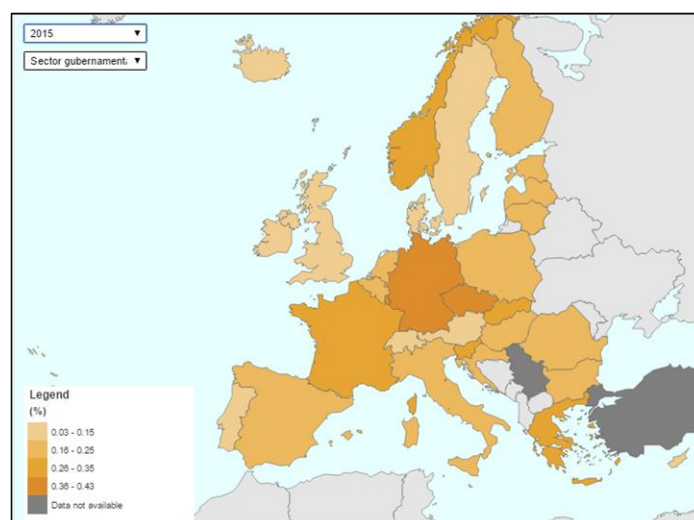 2015
Sector gubernament
Legend
(%)
0.03 - 0.15
0.16 - 0.25
0.26 - 0.35
0.36 - 0.43
Data not available